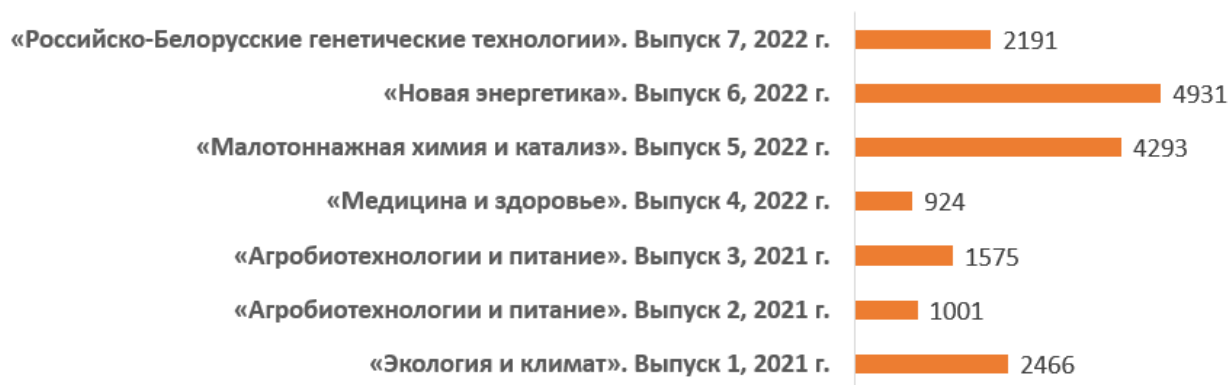 «Российско-Белорусские генетические технологии». Выпуск 7, 2022 г. 2191
«Новая энергетика». Выпуск 6, 2022 г. 4931
«Малотоннажная химия и катализ». Выпуск 5, 2022 г. 4293
«Медицина и здоровье». Выпуск 4, 2022 г. 924
«Агробиотехнологии и питание». Выпуск 3, 2021 г. 1575
«Агробиотехнологии и питание». Выпуск 2, 2021 г. 1001
«Экология и климат». Выпуск 1, 2021 г. 2466